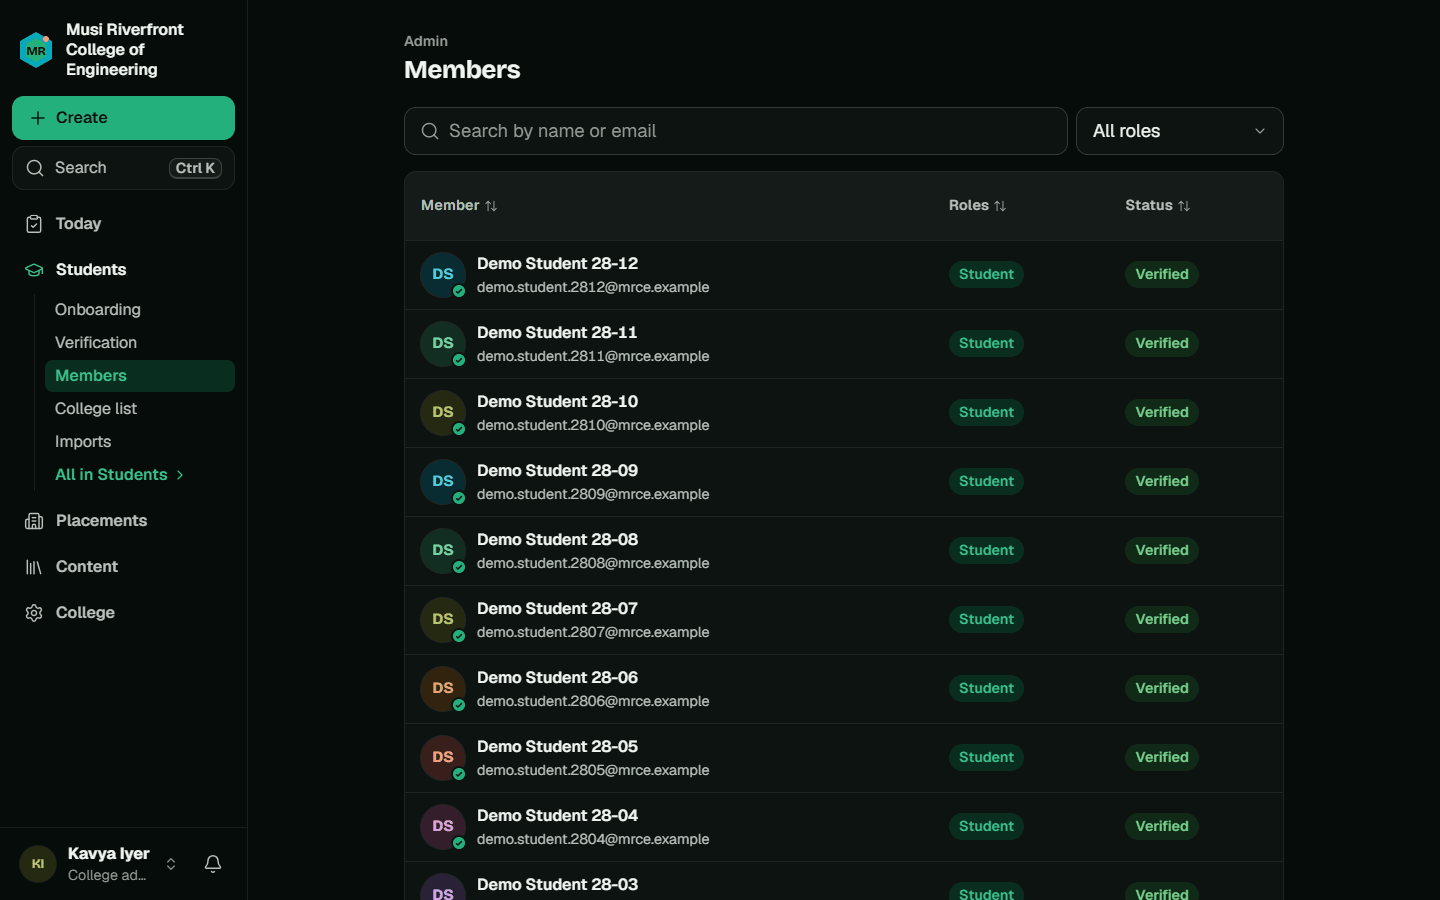 MR
Musi Riverfront
College of
Engineering
Create
Search
Ctrl K
Today
Students
Onboarding
Verification
Members
College list
Imports
All in Students
Placements
Content
College
KI
Kavya Iyer
College ad...
Admin
Members
Search by name or email
All roles
Member
Roles
Status
DS
Demo Student 28-12
demo.student.2812@mrce.example
Student
Verified
DS
Demo Student 28-11
demo.student.2811@mrce.example
Student
Verified
DS
Demo Student 28-10
demo.student.2810@mrce.example
Student
Verified
DS
Demo Student 28-09
demo.student.2809@mrce.example
Student
Verified
DS
Demo Student 28-08
demo.student.2808@mrce.example
Student
Verified
DS
Demo Student 28-07
demo.student.2807@mrce.example
Student
Verified
DS
Demo Student 28-06
demo.student.2806@mrce.example
Student
Verified
DS
Demo Student 28-05
demo.student.2805@mrce.example
Student
Verified
DS
Demo Student 28-04
demo.student.2804@mrce.example
Student
Verified
DS
Demo Student 28-03
Student
Verified